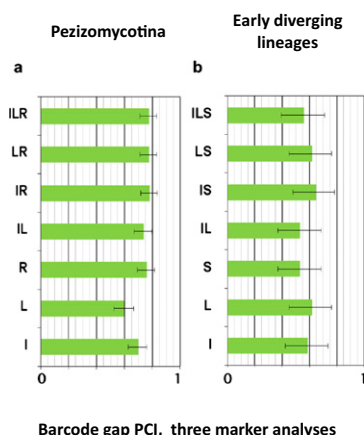 Pezizomycotina
Early diverging
lineages
a
b
ILR
LR
IR
IL
R
L
I
0
1
ILS
LS
IS
IL
S
L
I
0
1
Barcode gap PCI, three marker analyses